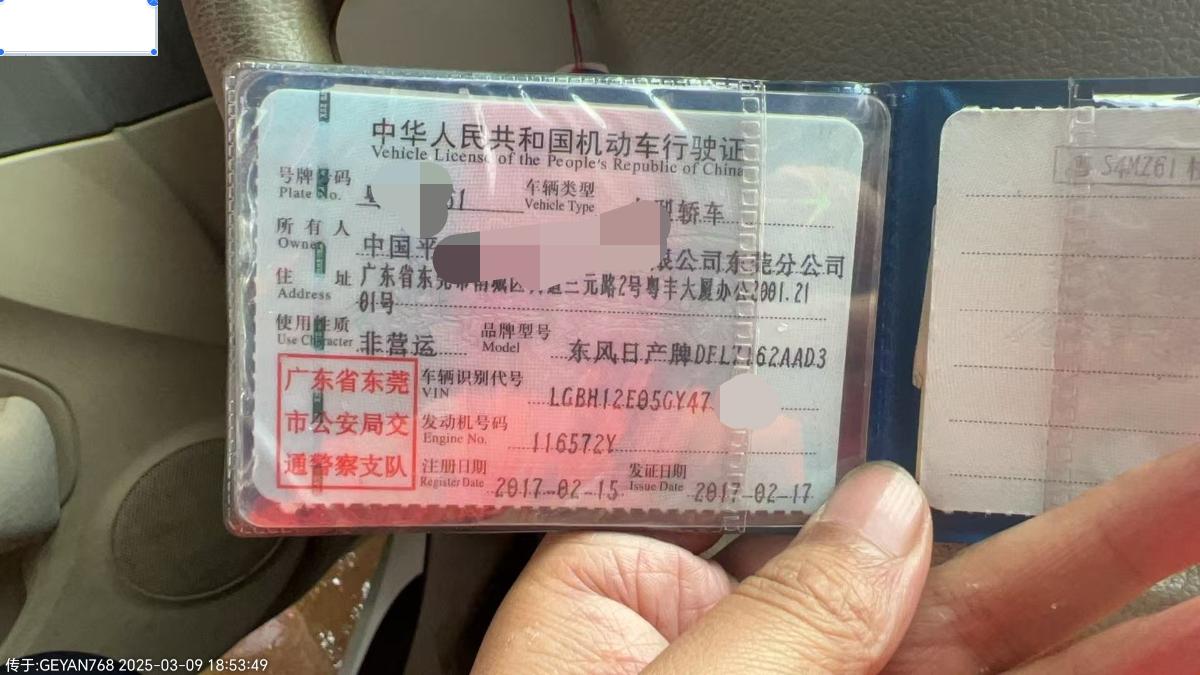 中华人民共和国机动车行驶证
Vehicle License of the People's Republic of China
号牌号码 61 车辆类型 型轿车
Plate No. Vehicle Type
所有人 中国平 限公司东莞分公司
Owner
住址 广东省东莞市南城区 道三元路2号粤丰大厦办公2001.21
Address 01号
使用性质 非营运 品牌型号 东风日产牌DFL7162AAD3
Use Character Model
广东省东莞
市公安局交
通警察支队
车辆识别代号 LGBH12E05GY47
VIN
发动机号码 116572Y
Engine No.
注册日期 2017-02-15 发证日期 2017-02-17
Register Date Issue Date
S4MZ61
传于:GEYAN768 2025-03-09 18:53:49